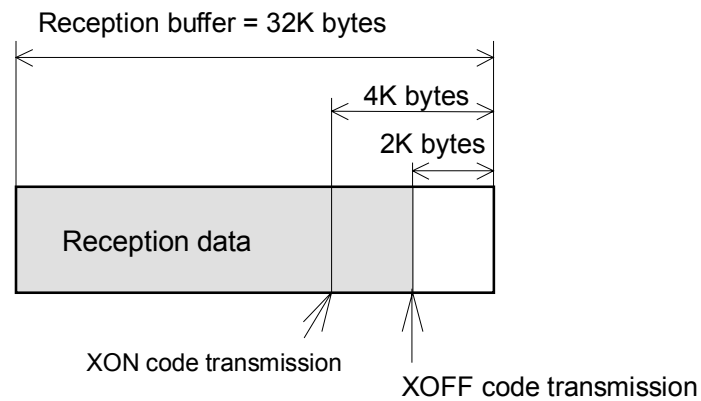 Reception buffer = 32K bytes
4K bytes
2K bytes
Reception data
XON code transmission
XOFF code transmission